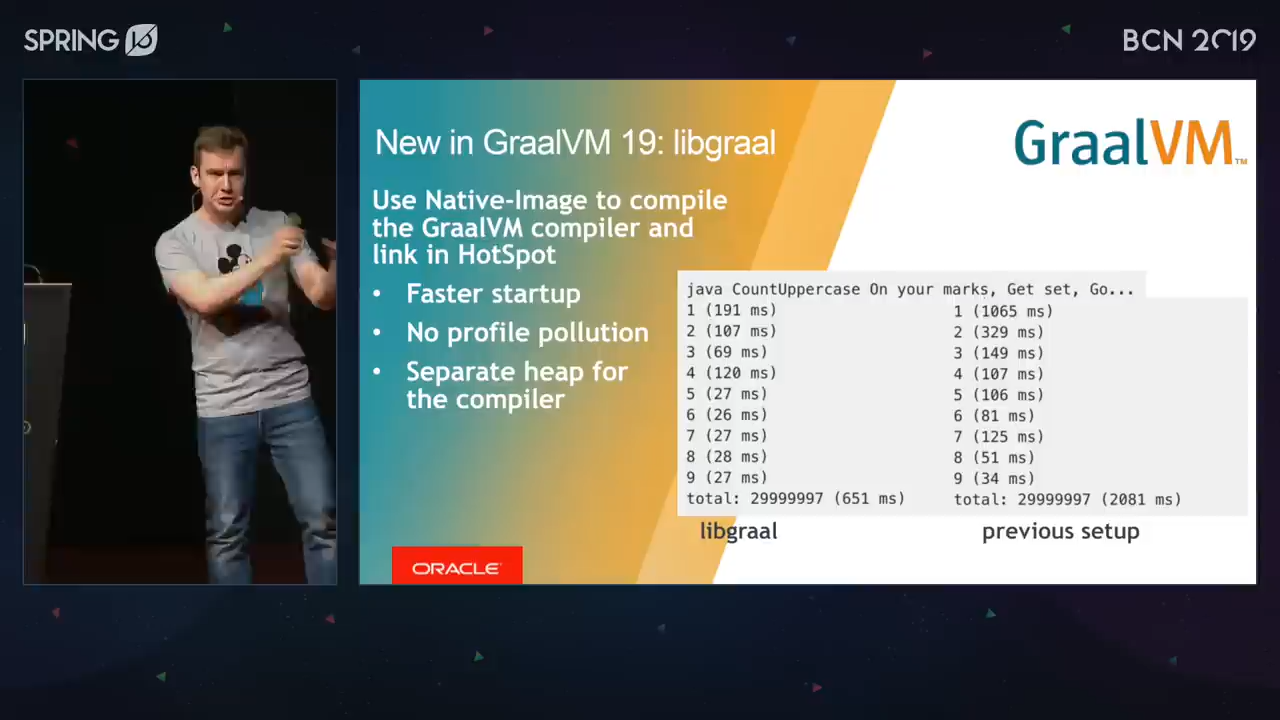 SPRING
BCN 2019
New in GraalVM 19: libgraal
GraalVM™
Use Native-Image to compile
the GraalVM compiler and
link in HotSpot
• Faster startup
• No profile pollution
• Separate heap for
the compiler
java CountUppercase On your marks, Get set, Go...
1 (191 ms)
2 (107 ms)
3 (69 ms)
4 (120 ms)
5 (27 ms)
6 (26 ms)
7 (27 ms)
8 (28 ms)
9 (27 ms)
total: 29999997 (651 ms)
libgraal
1 (1065 ms)
2 (329 ms)
3 (149 ms)
4 (107 ms)
5 (106 ms)
6 (81 ms)
7 (125 ms)
8 (51 ms)
9 (34 ms)
total: 29999997 (2081 ms)
previous setup
ORACLE